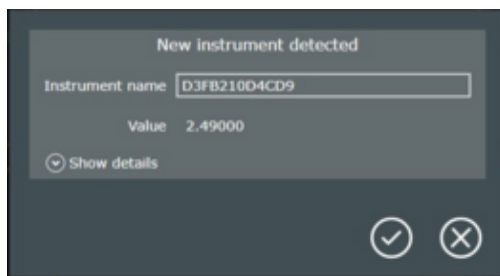 New instrument detected
Instrument name D3FB210D4CD9
Value 2.49000
Show details